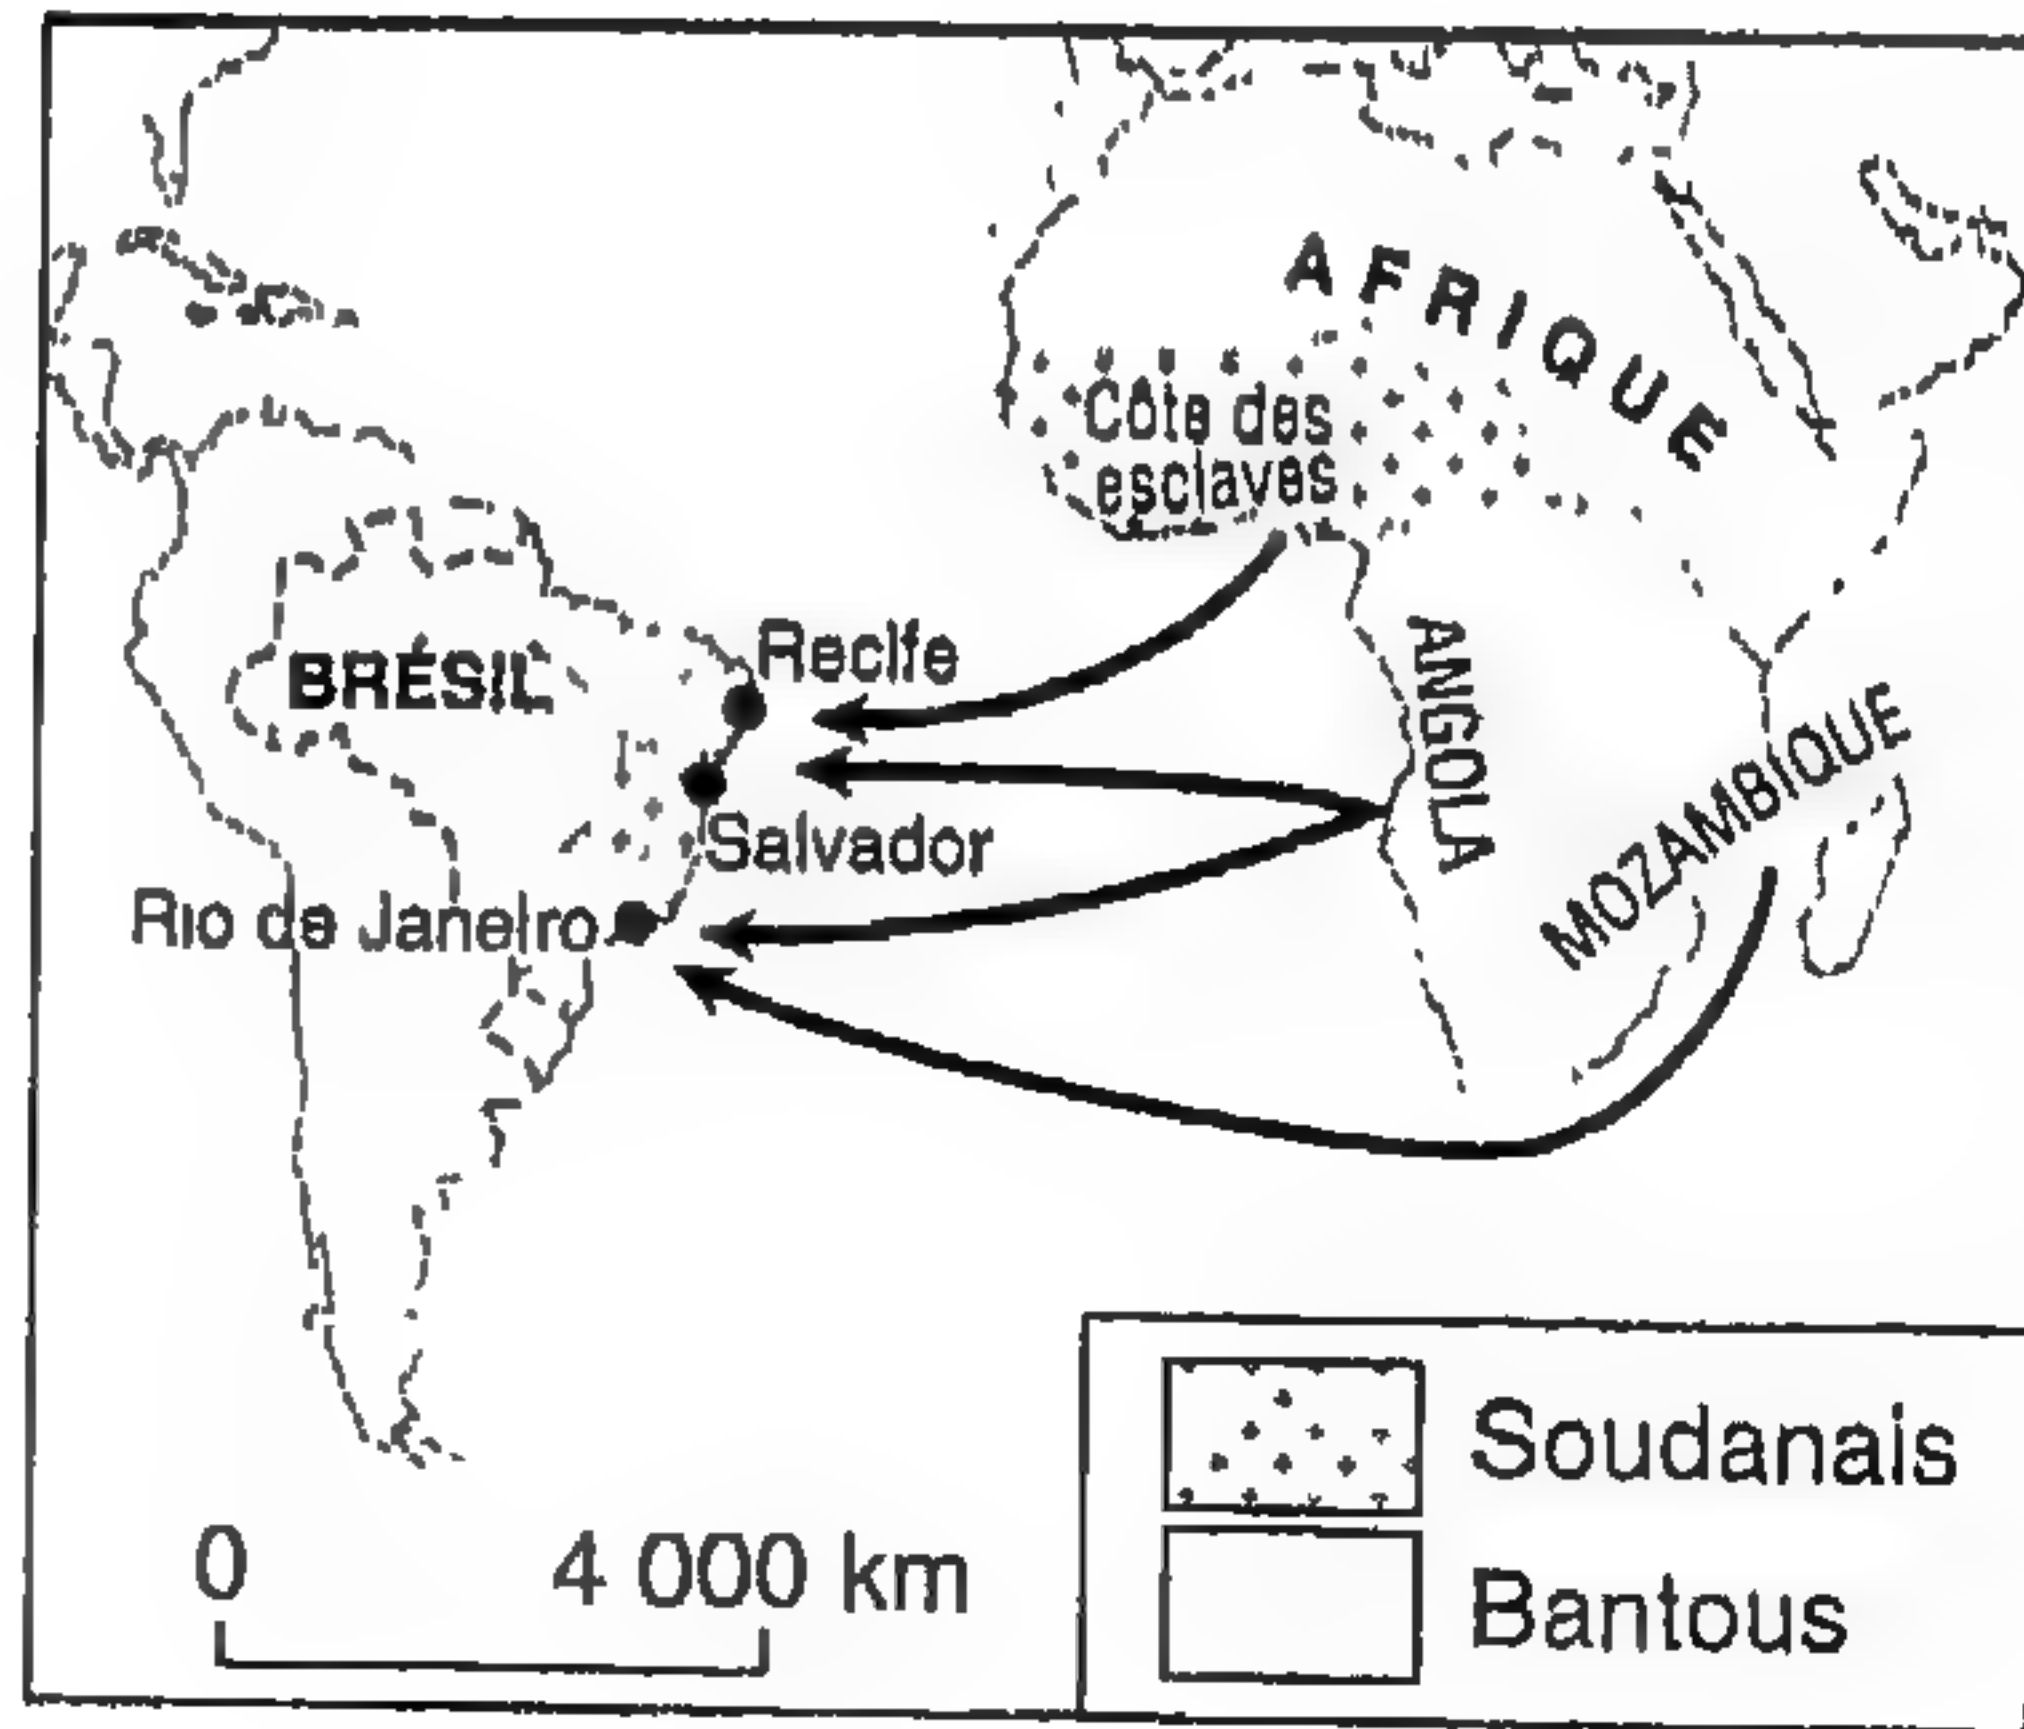 AFRIQUE
Côte des
esclaves
Recife
BRÉSIL
ANGOLA
MOZAMBIQUE
Salvador
Rio de Janeiro
Soudanais
0 4 000 km
Bantous